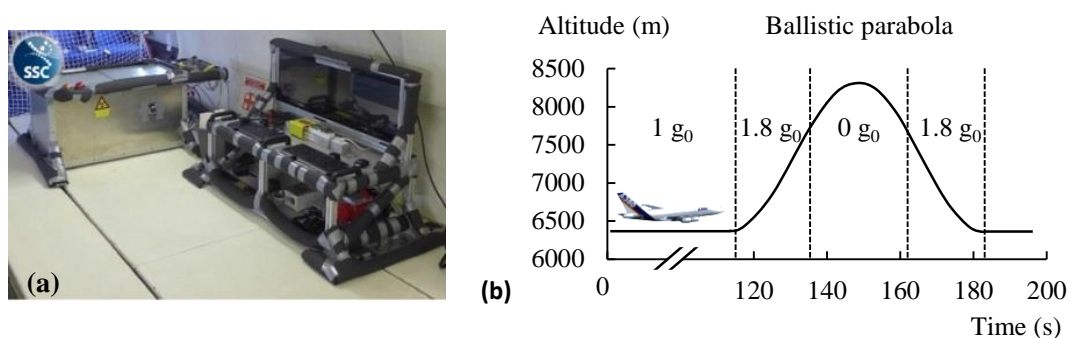 SSC
(a)
Altitude (m) Ballistic parabola
8500
8000
7500
7000
6500
6000
1 g0 1.8 g0 0 g0 1.8 g0
(b)
0 120 140 160 180 200
Time (s)